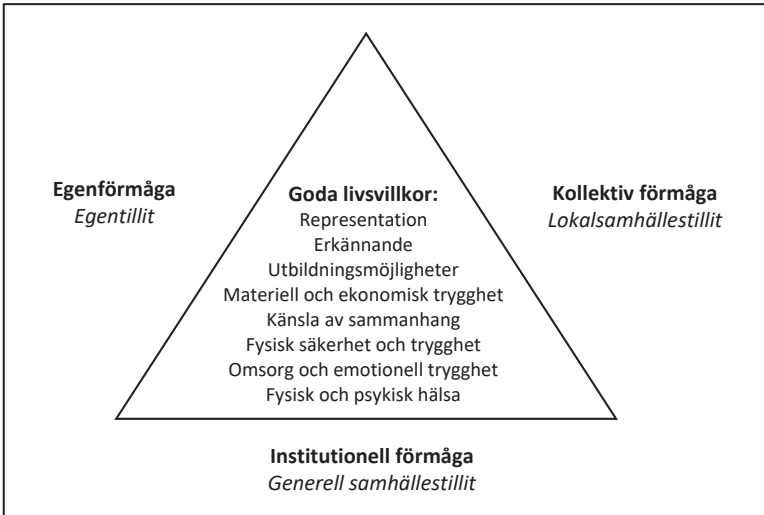 Egenförmåga
Egentillit
Goda livsvillkor:
Representation
Erkännande
Utbildningsmöjligheter
Materiell och ekonomisk trygghet
Känsla av sammanhang
Fysisk säkerhet och trygghet
Omsorg och emotionell trygghet
Fysisk och psykisk hälsa
Kollektiv förmåga
Lokalsamhällestillit
Institutionell förmåga
Generell samhällestillit